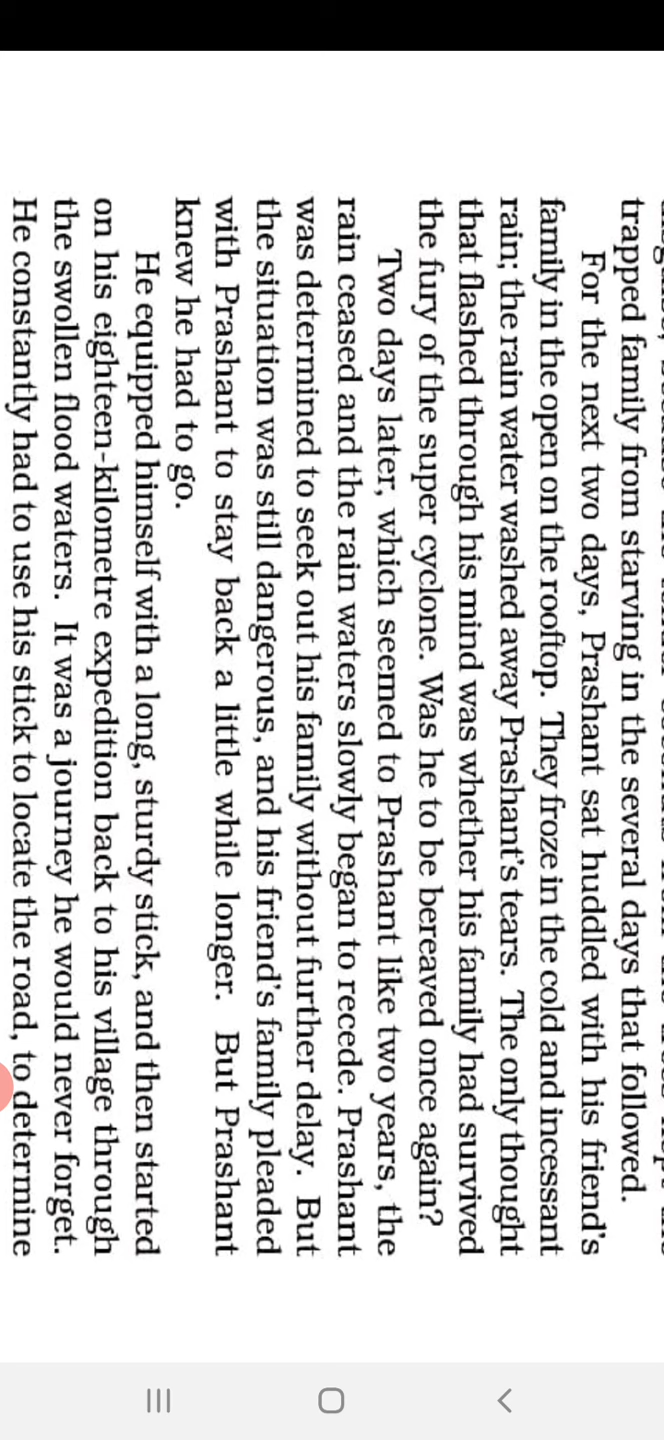 trapped family from starving in the several days that followed.
For the next two days, Prashant sat huddled with his friend's
family in the open on the rooftop. They froze in the cold and incessant
rain; the rain water washed away Prashant's tears. The only thought
that flashed through his mind was whether his family had survived
the fury of the super cyclone. Was he to be bereaved once again?
Two days later, which seemed to Prashant like two years, the
rain ceased and the rain waters slowly began to recede. Prashant
was determined to seek out his family without further delay. But
the situation was still dangerous, and his friend's family pleaded
with Prashant to stay back a little while longer. But Prashant
knew he had to go.
He equipped himself with a long, sturdy stick, and then started
on his eighteen-kilometre expedition back to his village through
the swollen flood waters. It was a journey he would never forget.
He constantly had to use his stick to locate the road, to determine